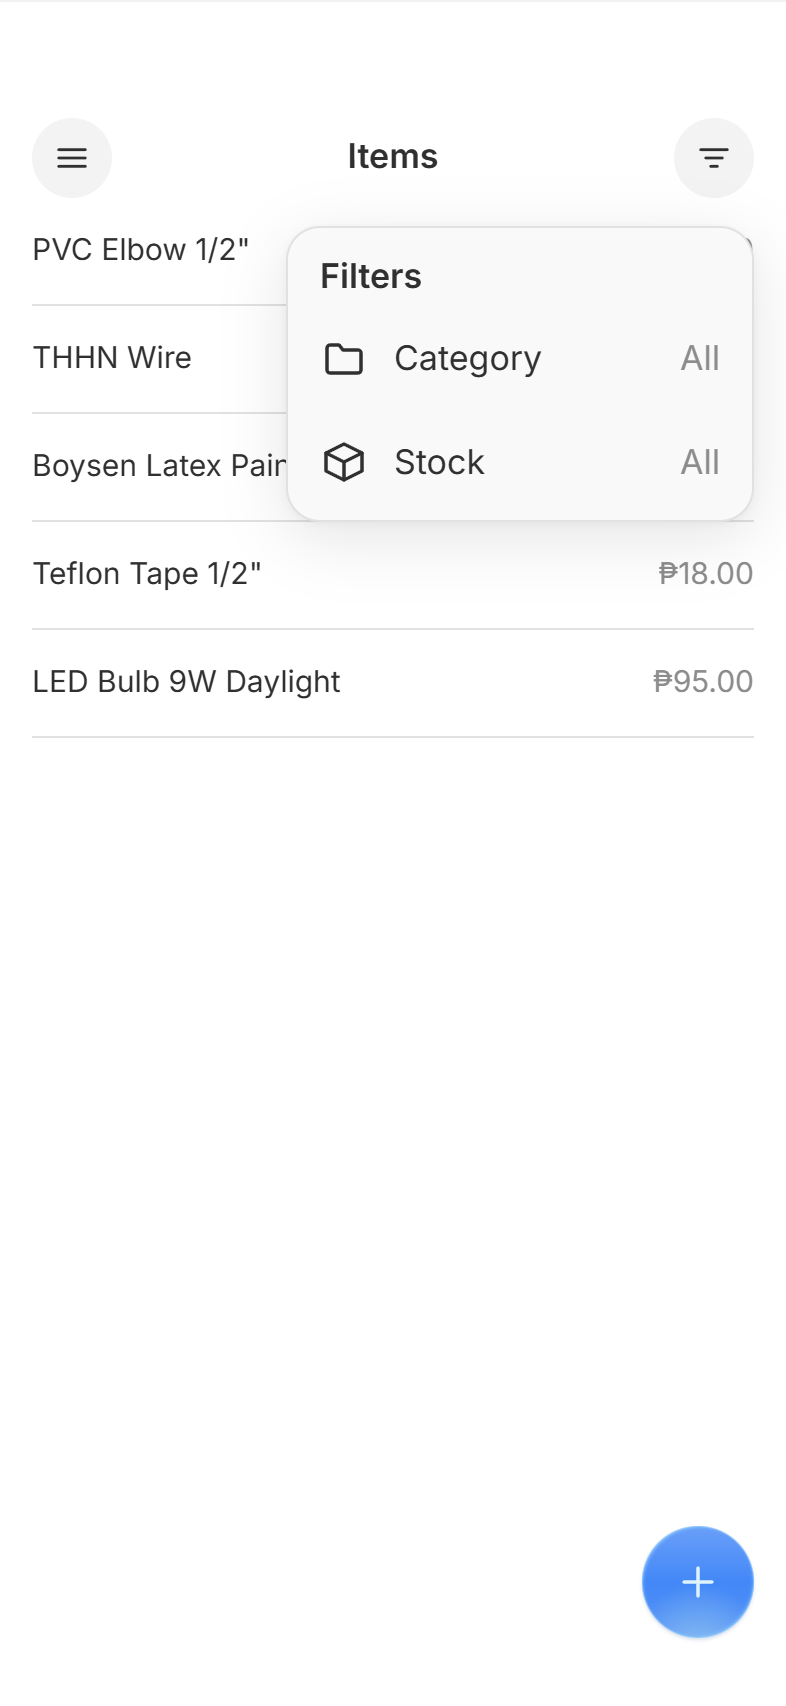 Items
PVC Elbow 1/2"
Filters
THHN Wire
Category All
Boysen Latex
Stock All
Teflon Tape 1/2" ₱18.00
LED Bulb 9W Daylight ₱95.00